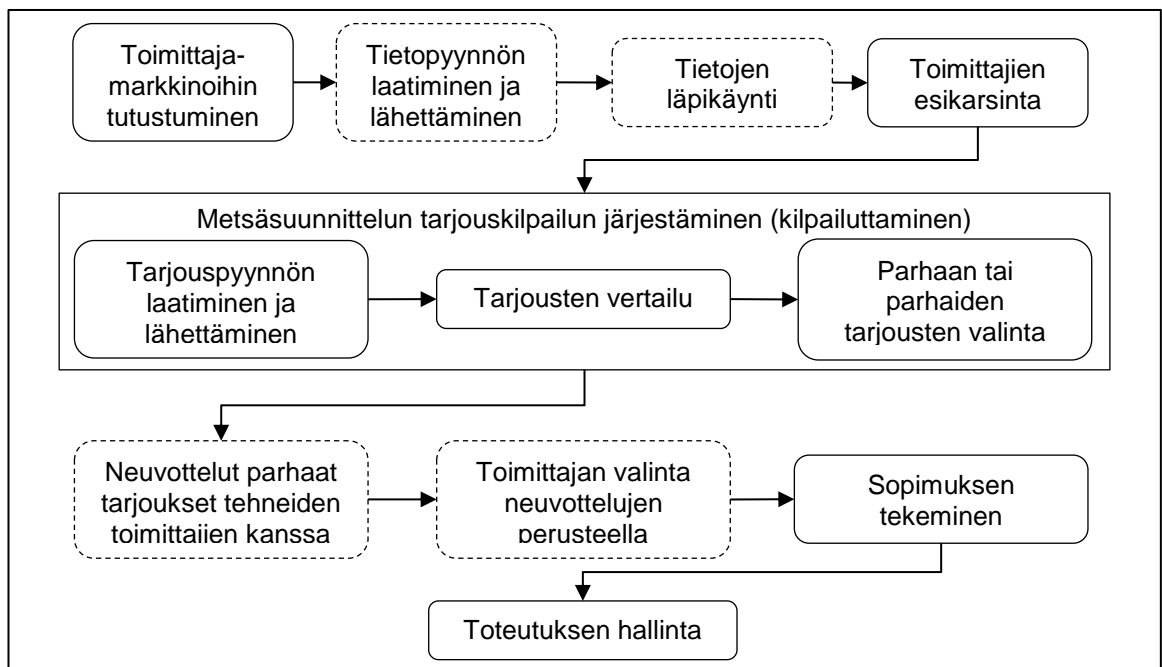 Toimittaja-
markkinoihin
tutustuminen
Tietopyynnön
laatiminen ja
lähettäminen
Tietojen
läpikäynti
Toimittajien
esikarsinta
Metsäsuunnittelun tarjouskilpailun järjestäminen (kilpailuttaminen)
Tarjouspyynnön
laatiminen ja
lähettäminen
Tarjousten vertailu
Parhaan tai
parhaiden
tarjousten valinta
Neuvottelut parhaat
tarjoukset tehneiden
toimittajien kanssa
Toimittajan valinta
neuvottelujen
perusteella
Sopimuksen
tekeminen
Toteutuksen hallinta